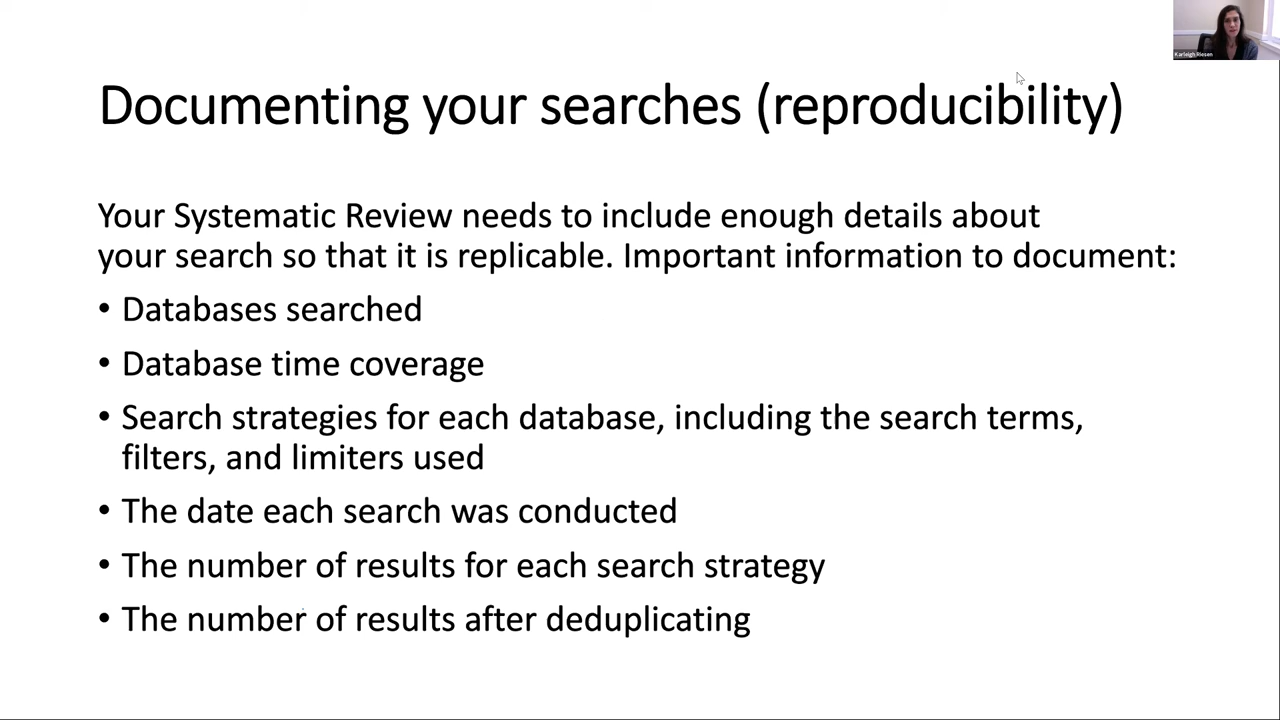 Karleigh Riesen
Documenting your searches (reproducibility)
Your Systematic Review needs to include enough details about
your search so that it is replicable. Important information to document:
• Databases searched
• Database time coverage
• Search strategies for each database, including the search terms,
filters, and limiters used
• The date each search was conducted
• The number of results for each search strategy
• The number of results after deduplicating